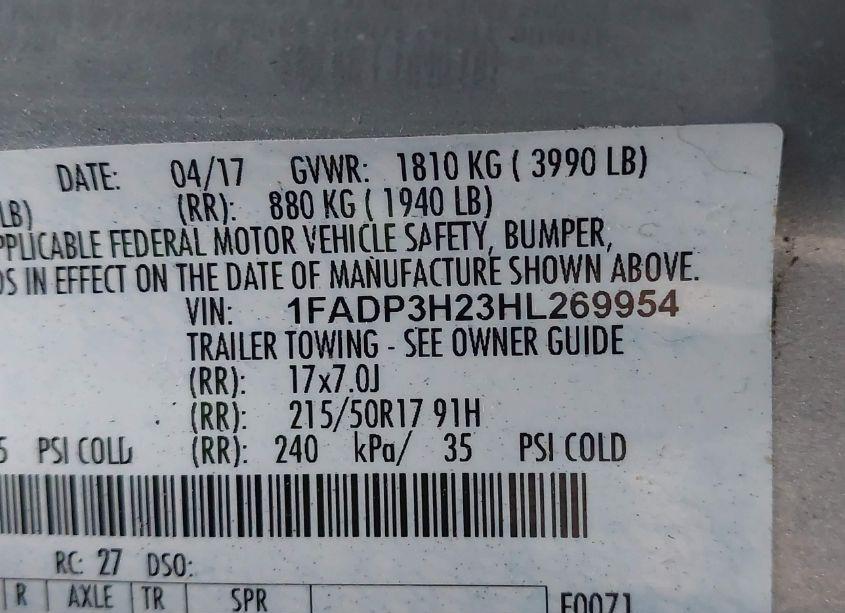 DATE: 04/17 GVWR: 1810 KG ( 3990 LB)
LB) (RR): 880 KG ( 1940 LB)
PPLICABLE FEDERAL MOTOR VEHICLE SAFETY, BUMPER,
DS IN EFFECT ON THE DATE OF MANUFACTURE SHOWN ABOVE.
VIN: 1FADP3H23HL269954
TRAILER TOWING - SEE OWNER GUIDE
(RR): 17x7.0J
(RR): 215/50R17 91H
5 PSI COLD (RR): 240 kPa/ 35 PSI COLD
RC: 27 DSO:
R AXLE TR SPR F0071